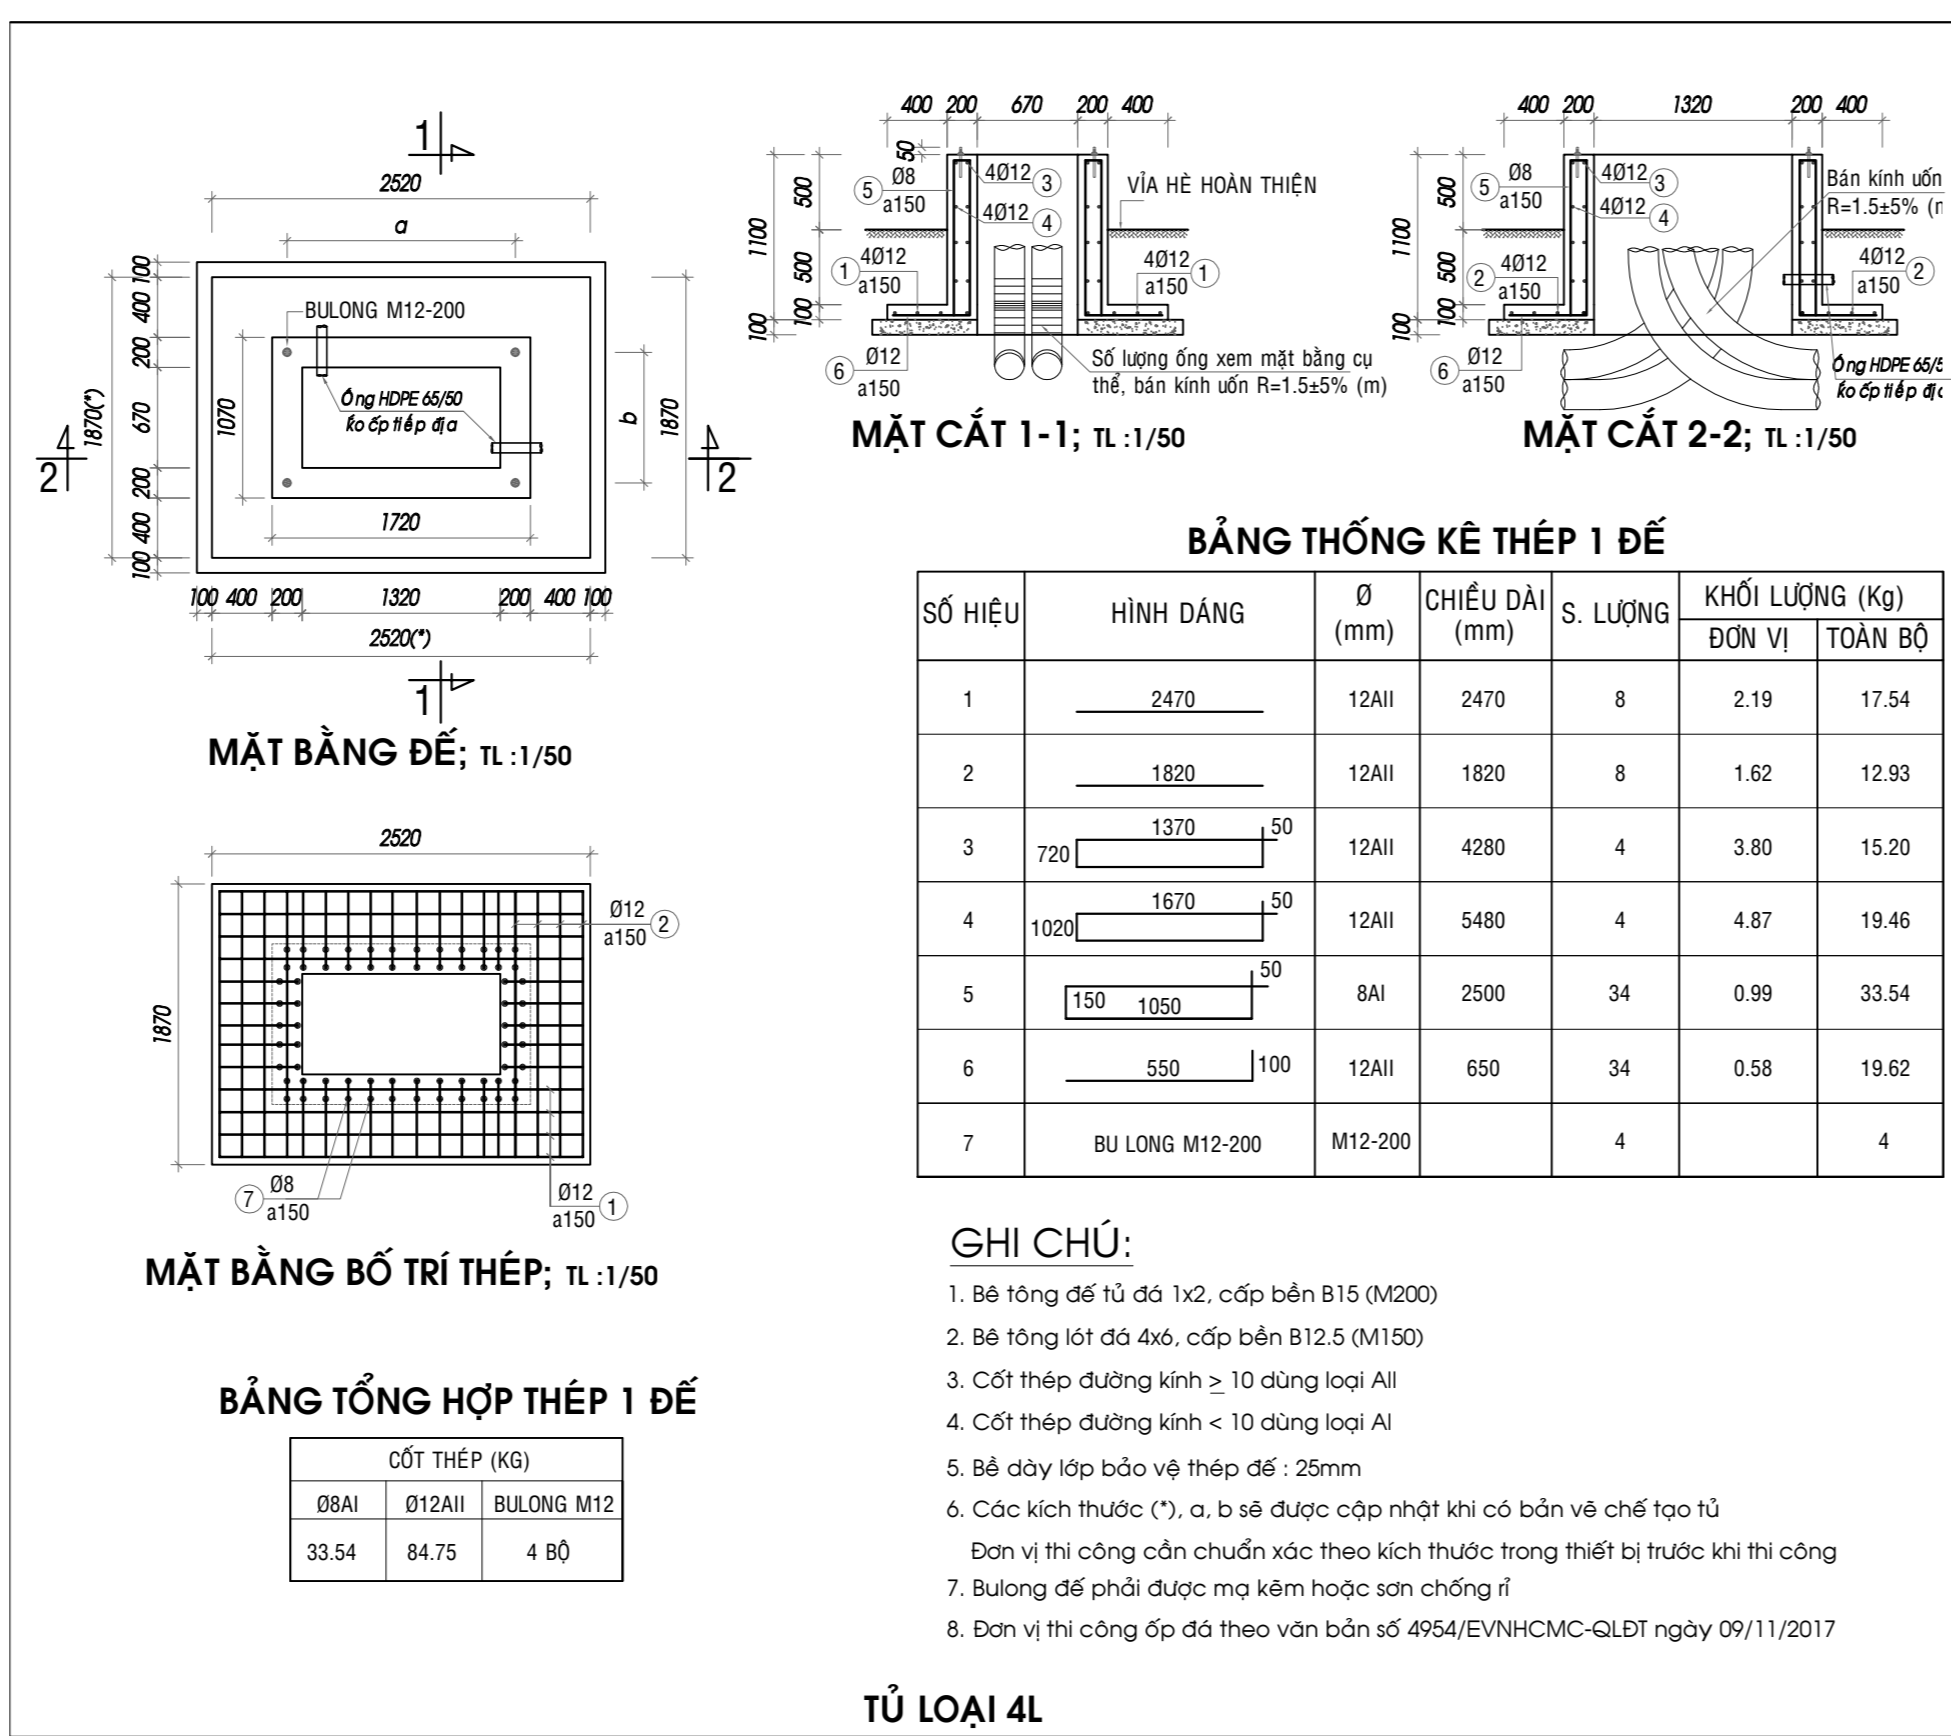 1
2520
a
100
400
200
670
200
400
100
1870(*)
1070
BULONG M12-200
Ống HDPE 65/50
ko ốp tiếp địa
b
1870
2
2
1720
100 400 200 1320 200 400 100
2520(*)
1
MẶT BẰNG ĐẾ; TL :1/50
400 200 670 200 400
50
1100
500
500
100
100
5 Ø8
a150
4Ø12 3
4Ø12 4
VỈA HÈ HOÀN THIỆN
1 4Ø12
a150
4Ø12 1
a150
6 Ø12
a150
Số lượng ống xem mặt bằng cụ
thể, bán kính uốn R=1.5±5% (m)
MẶT CẮT 1-1; TL :1/50
400 200 1320 200 400
1100
500
500
100
100
5 Ø8
a150
4Ø12 3
4Ø12 4
Bán kính uốn
R=1.5±5%
2 4Ø12
a150
4Ø12 2
a150
6 Ø12
a150
Ống HDPE 65/5
ko ốp tiếp
MẶT CẮT 2-2; TL :1/50
BẢNG THỐNG KÊ THÉP 1 ĐẾ
SỐ HIỆU HÌNH DÁNG Ø (mm) CHIỀU DÀI (mm) S. LƯỢNG KHỐI LƯỢNG (Kg)
ĐƠN VỊ TOÀN BỘ
1 2470 12AII 2470 8 2.19 17.54
2 1820 12AII 1820 8 1.62 12.93
3 720 1370 50 12AII 4280 4 3.80 15.20
4 1020 1670 50 12AII 5480 4 4.87 19.46
5 150 1050 50 8AI 2500 34 0.99 33.54
6 550 100 12AII 650 34 0.58 19.62
7 BU LONG M12-200 M12-200 4 4
2520
1870
Ø12 2
a150
7 Ø8
a150
Ø12 1
a150
MẶT BẰNG BỐ TRÍ THÉP; TL :1/50
BẢNG TỔNG HỢP THÉP 1 ĐẾ
CỐT THÉP (KG)
Ø8AI Ø12AII BULONG M12
33.54 84.75 4 BỘ
GHI CHÚ:
1. Bê tông đế tủ đá 1x2, cấp bền B15 (M200)
2. Bê tông lót đá 4x6, cấp bền B12.5 (M150)
3. Cốt thép đường kính ≥ 10 dùng loại AII
4. Cốt thép đường kính < 10 dùng loại AI
5. Bề dày lớp bảo vệ thép đế : 25mm
6. Các kích thước (*), a, b sẽ được cập nhật khi có bản vẽ chế tạo tủ
Đơn vị thi công cần chuẩn xác theo kích thước trong thiết bị trước khi thi công
7. Bulong đế phải được mạ kẽm hoặc sơn chống rỉ
8. Đơn vị thi công ốp đá theo văn bản số 4954/EVNHCMC-QLĐT ngày 09/11/2017
TỦ LOẠI 4L